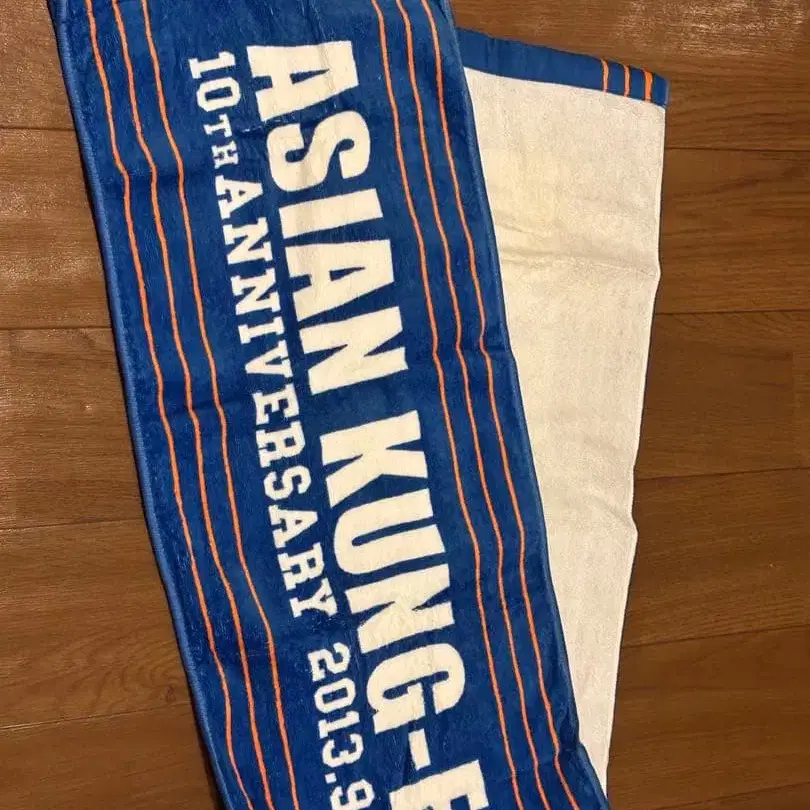 ASIAN KUNG-F
10TH ANNIVERSARY 2013.9